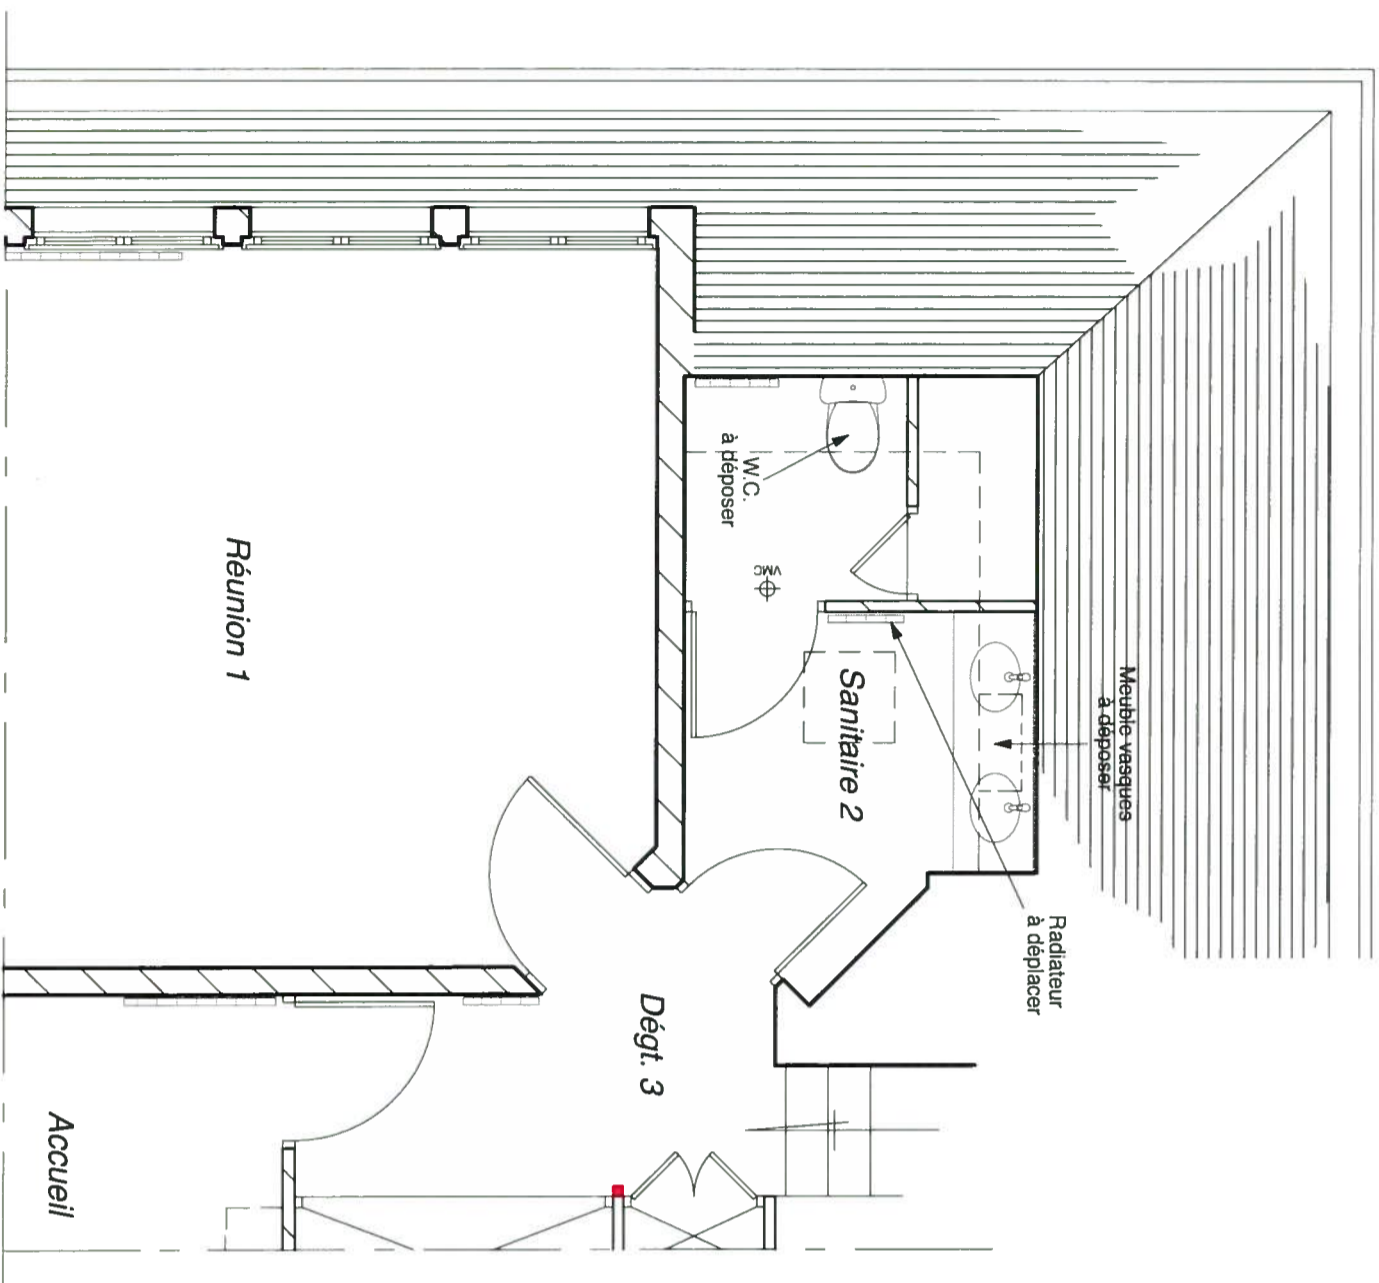 Meuble vasques
à déposer
Radiateur
à déplacer
W.C.
à déposer
VMC
Sanitaire 2
Réunion 1
Dégt. 3
Accueil